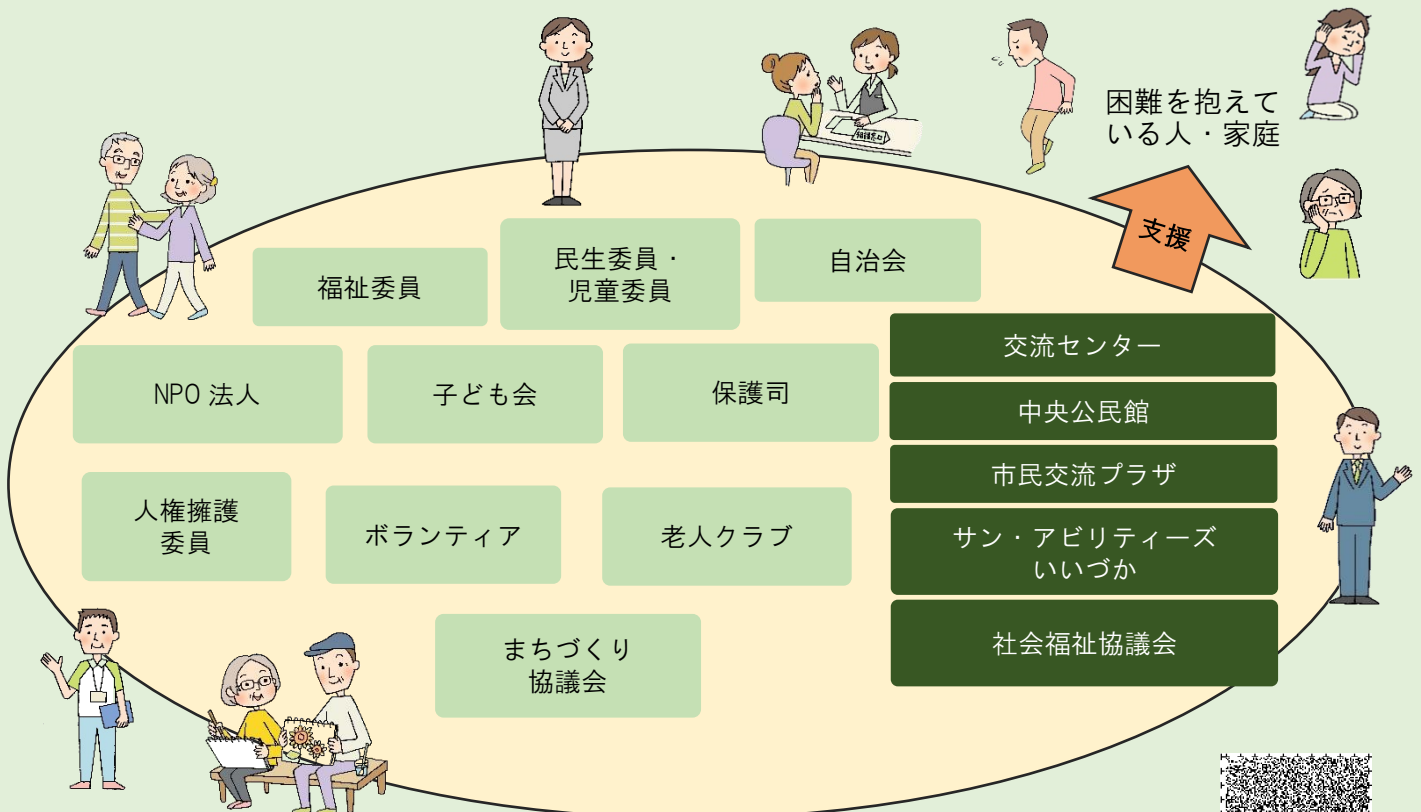 困難を抱えて
いる人・家庭
支援
福祉委員
民生委員・
児童委員
自治会
NPO 法人
子ども会
保護司
人権擁護
委員
ボランティア
老人クラブ
まちづくり
協議会
交流センター
中央公民館
市民交流プラザ
サン・アビリティーズ
いいづか
社会福祉協議会